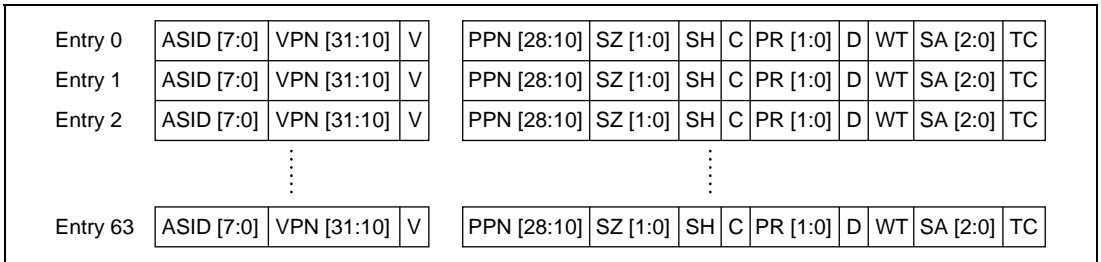 Entry 0 ASID [7:0] VPN [31:10] V PPN [28:10] SZ [1:0] SH C PR [1:0] D WT SA [2:0] TC
Entry 1 ASID [7:0] VPN [31:10] V PPN [28:10] SZ [1:0] SH C PR [1:0] D WT SA [2:0] TC
Entry 2 ASID [7:0] VPN [31:10] V PPN [28:10] SZ [1:0] SH C PR [1:0] D WT SA [2:0] TC
Entry 63 ASID [7:0] VPN [31:10] V PPN [28:10] SZ [1:0] SH C PR [1:0] D WT SA [2:0] TC